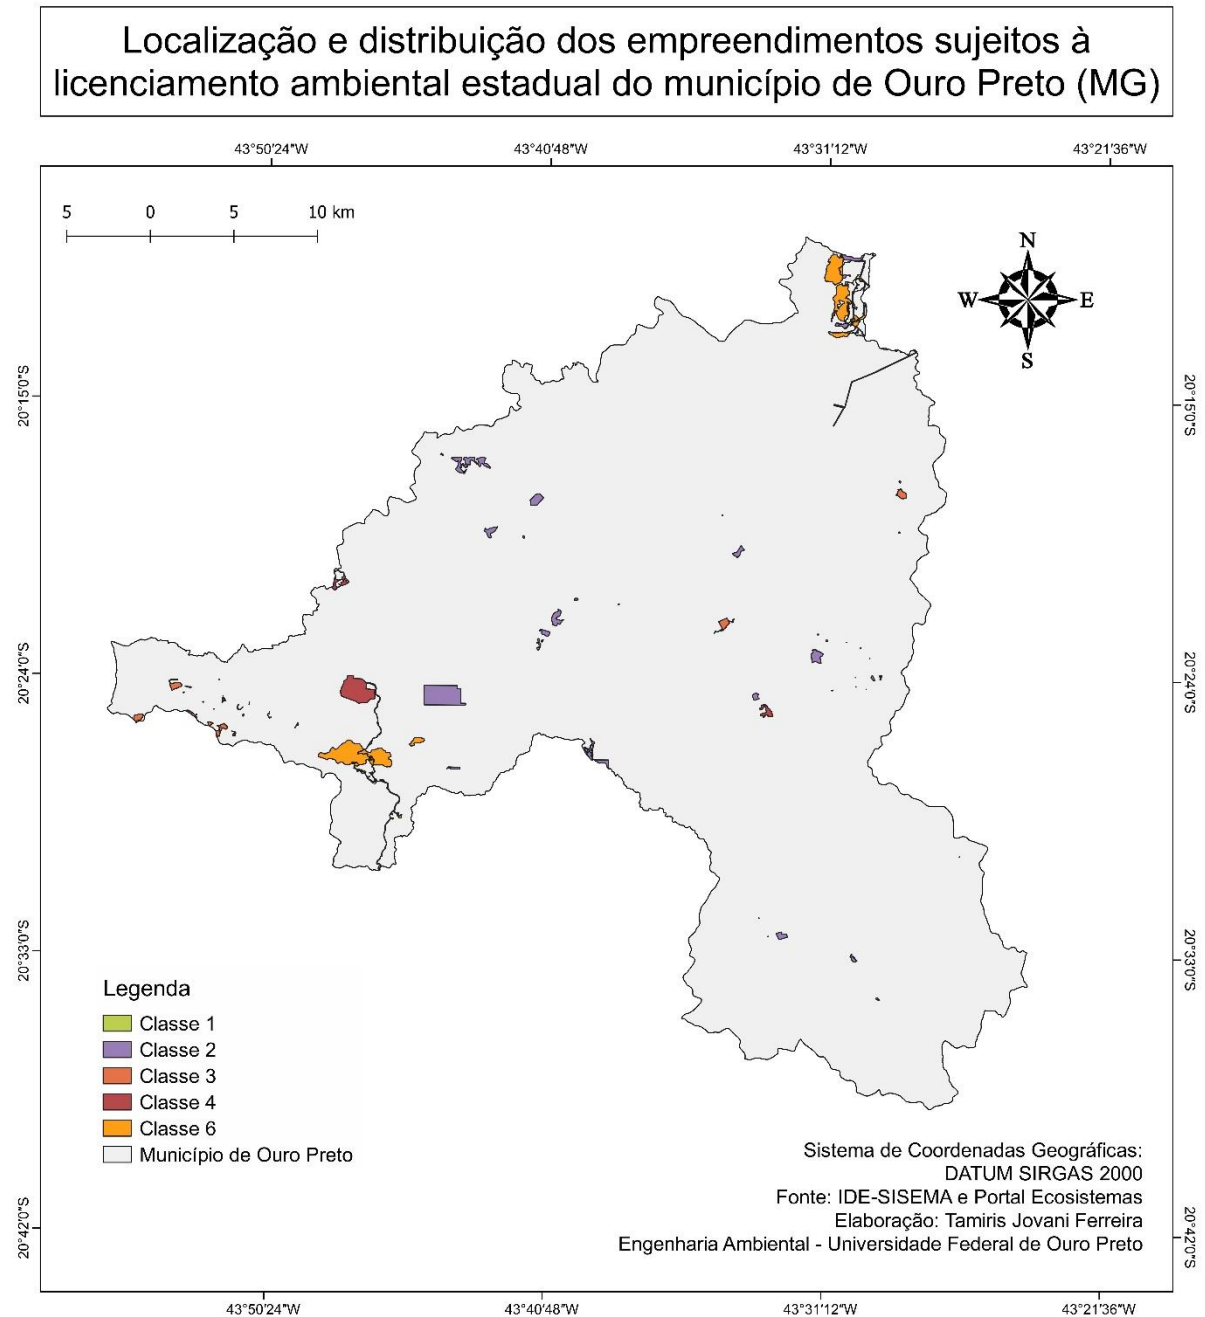 Localização e distribuição dos empreendimentos sujeitos à
licenciamento ambiental estadual do município de Ouro Preto (MG)
43°50'24"W
43°40'48"W
43°31'12"W
43°21'36"W
5 0 5 10 km
N
W
E
S
20°15'0"S
20°15'0"S
20°24'0"S
20°24'0"S
20°33'0"S
20°33'0"S
Legenda
Classe 1
Classe 2
Classe 3
Classe 4
Classe 6
Município de Ouro Preto
Sistema de Coordenadas Geográficas:
DATUM SIRGAS 2000
Fonte: IDE-SISEMA e Portal Ecosistemas
Elaboração: Tamiris Jovani Ferreira
Engenharia Ambiental - Universidade Federal de Ouro Preto
20°42'0"S
20°42'0"S
43°50'24"W
43°40'48"W
43°31'12"W
43°21'36"W